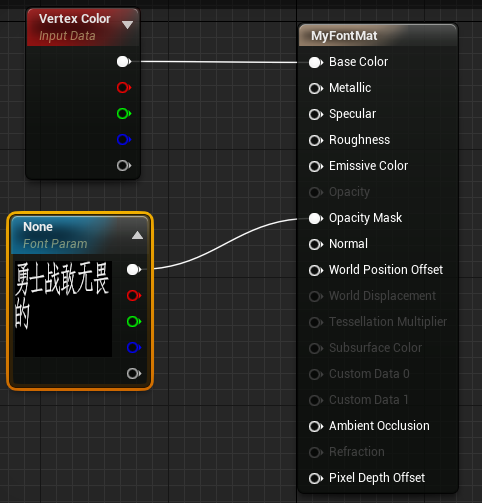 Vertex Color
Input Data
None
Font Param
勇士战敢无畏
的
MyFontMat
Base Color
Metallic
Specular
Roughness
Emissive Color
Opacity
Opacity Mask
Normal
World Position Offset
World Displacement
Tessellation Multiplier
Subsurface Color
Custom Data 0
Custom Data 1
Ambient Occlusion
Refraction
Pixel Depth Offset